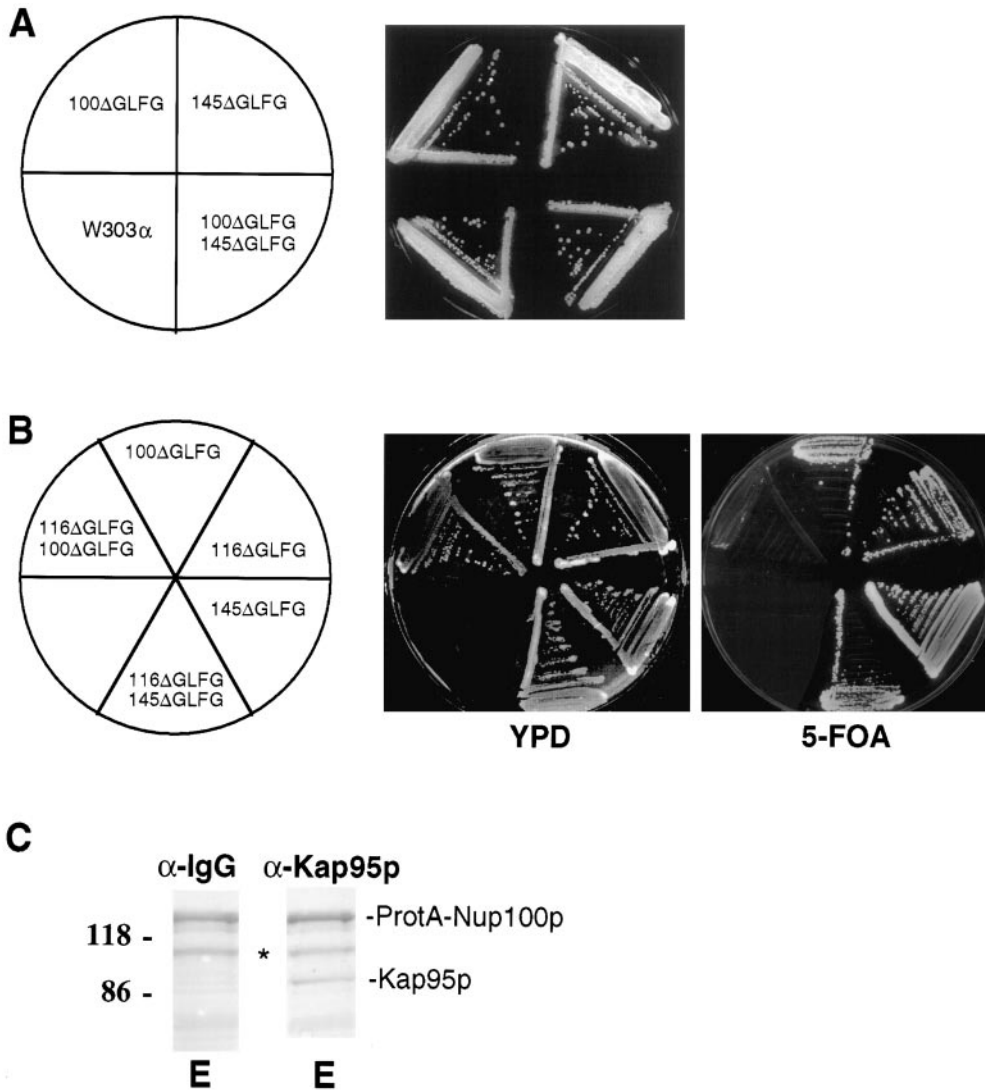 A
100ΔGLFG
145ΔGLFG
W303α
100ΔGLFG
145ΔGLFG
B
100ΔGLFG
116ΔGLFG
100ΔGLFG
116ΔGLFG
145ΔGLFG
116ΔGLFG
145ΔGLFG
YPD
5-FOA
C
α-IgG
α-Kap95p
-ProtA-Nup100p
118 -
*
-Kap95p
86 -
E
E